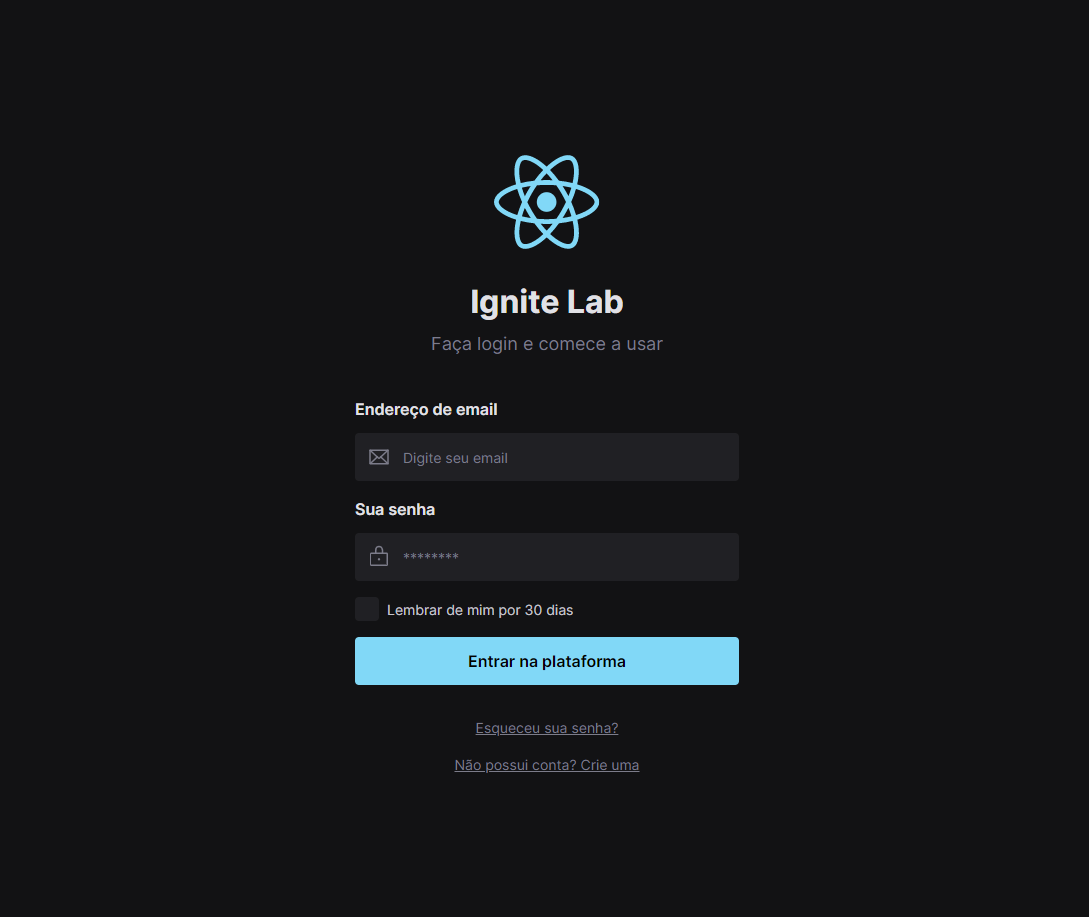 Ignite Lab
Faça login e comece a usar
Endereço de email
Digite seu email
Sua senha
********
Lembrar de mim por 30 dias
Entrar na plataforma
Esqueceu sua senha?
Não possui conta? Crie uma